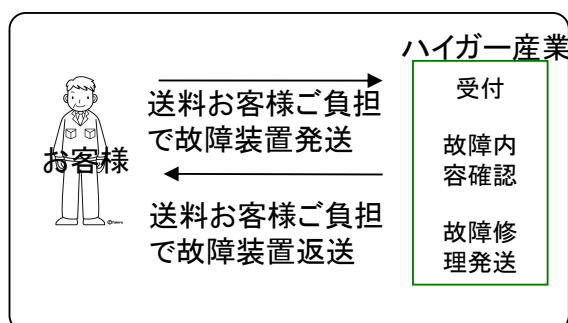 ハイガー産業
受付
送料お客様ご負担
で故障装置発送
故障内
容確認
お客様
送料お客様ご負担
で故障装置返送
故障修
理発送